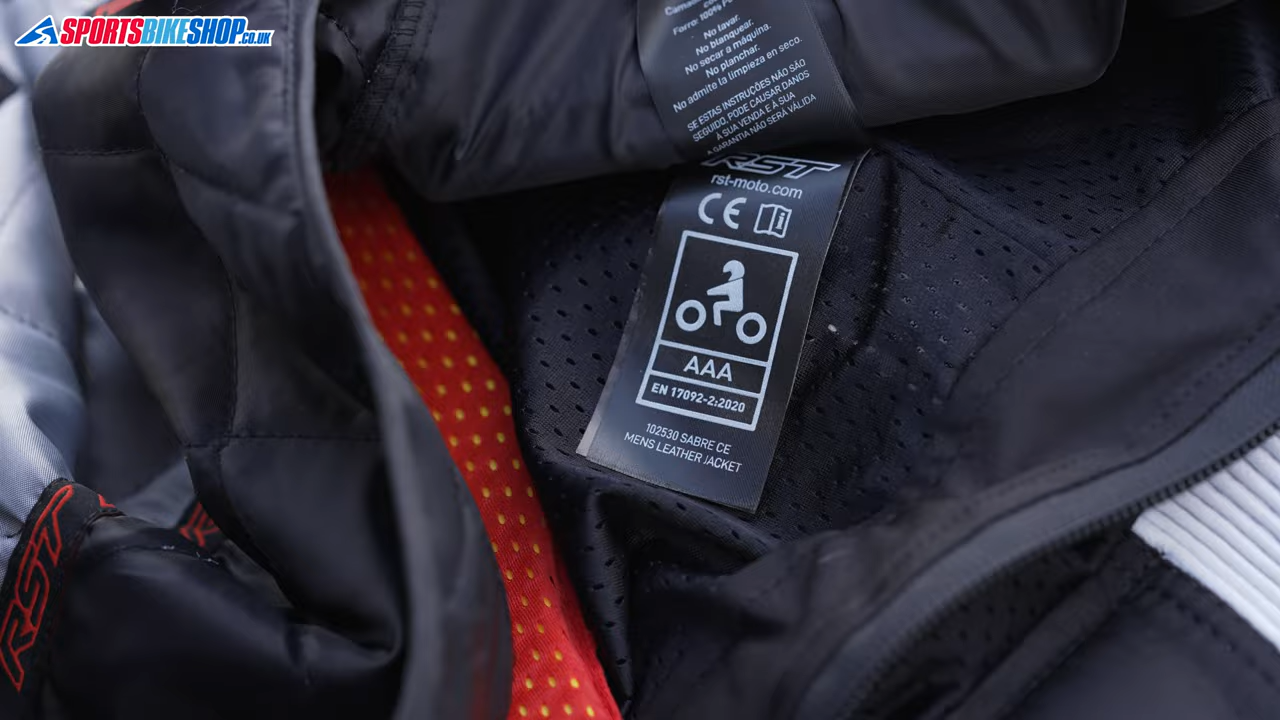 SPORTSBIKESHOP.CO.UK
Forro: 100%
No lavar.
No blanquear.
No secar a máquina.
No planchar.
No admite la limpieza en seco.
SE ESTAS INSTRUÇÕES NÃO SÃO
SEGUIDO, PODE CAUSAR DANOS
À SUA VENDA E À SUA
A GARANTIA NÃO SERÁ VÁLIDA
RST
rst-moto.com
CE
AAA
EN 17092-2:2020
102530 SABRE CE
MENS LEATHER JACKET
RST